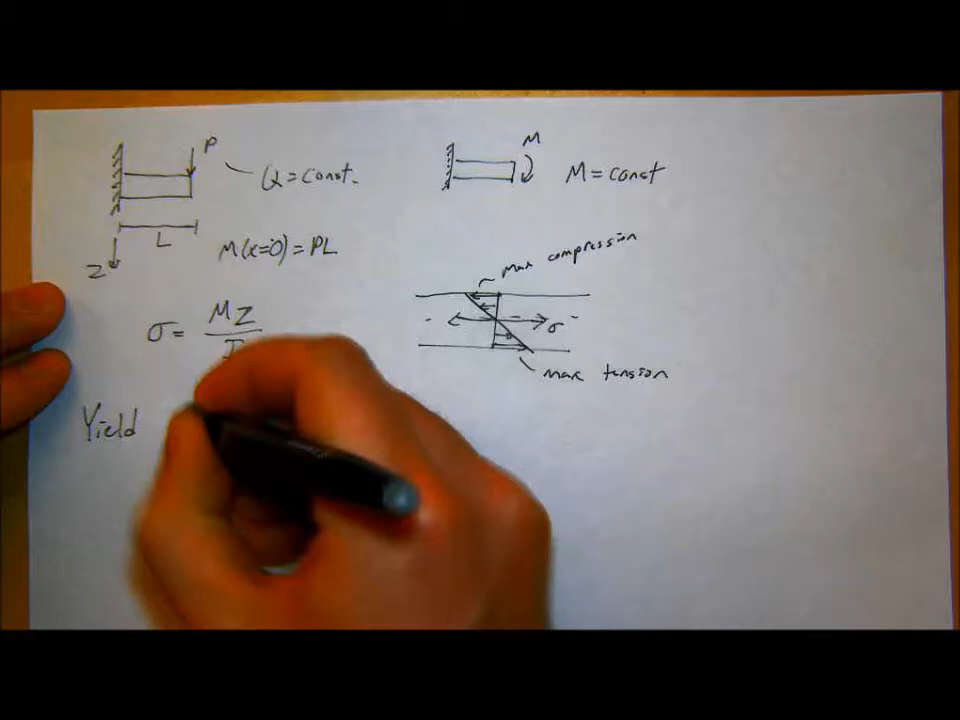 P
Q = const.
L
Z
M(x=0) = PL
M
M = const
max compression
σ
max tension
σ = MZ / I
Yield